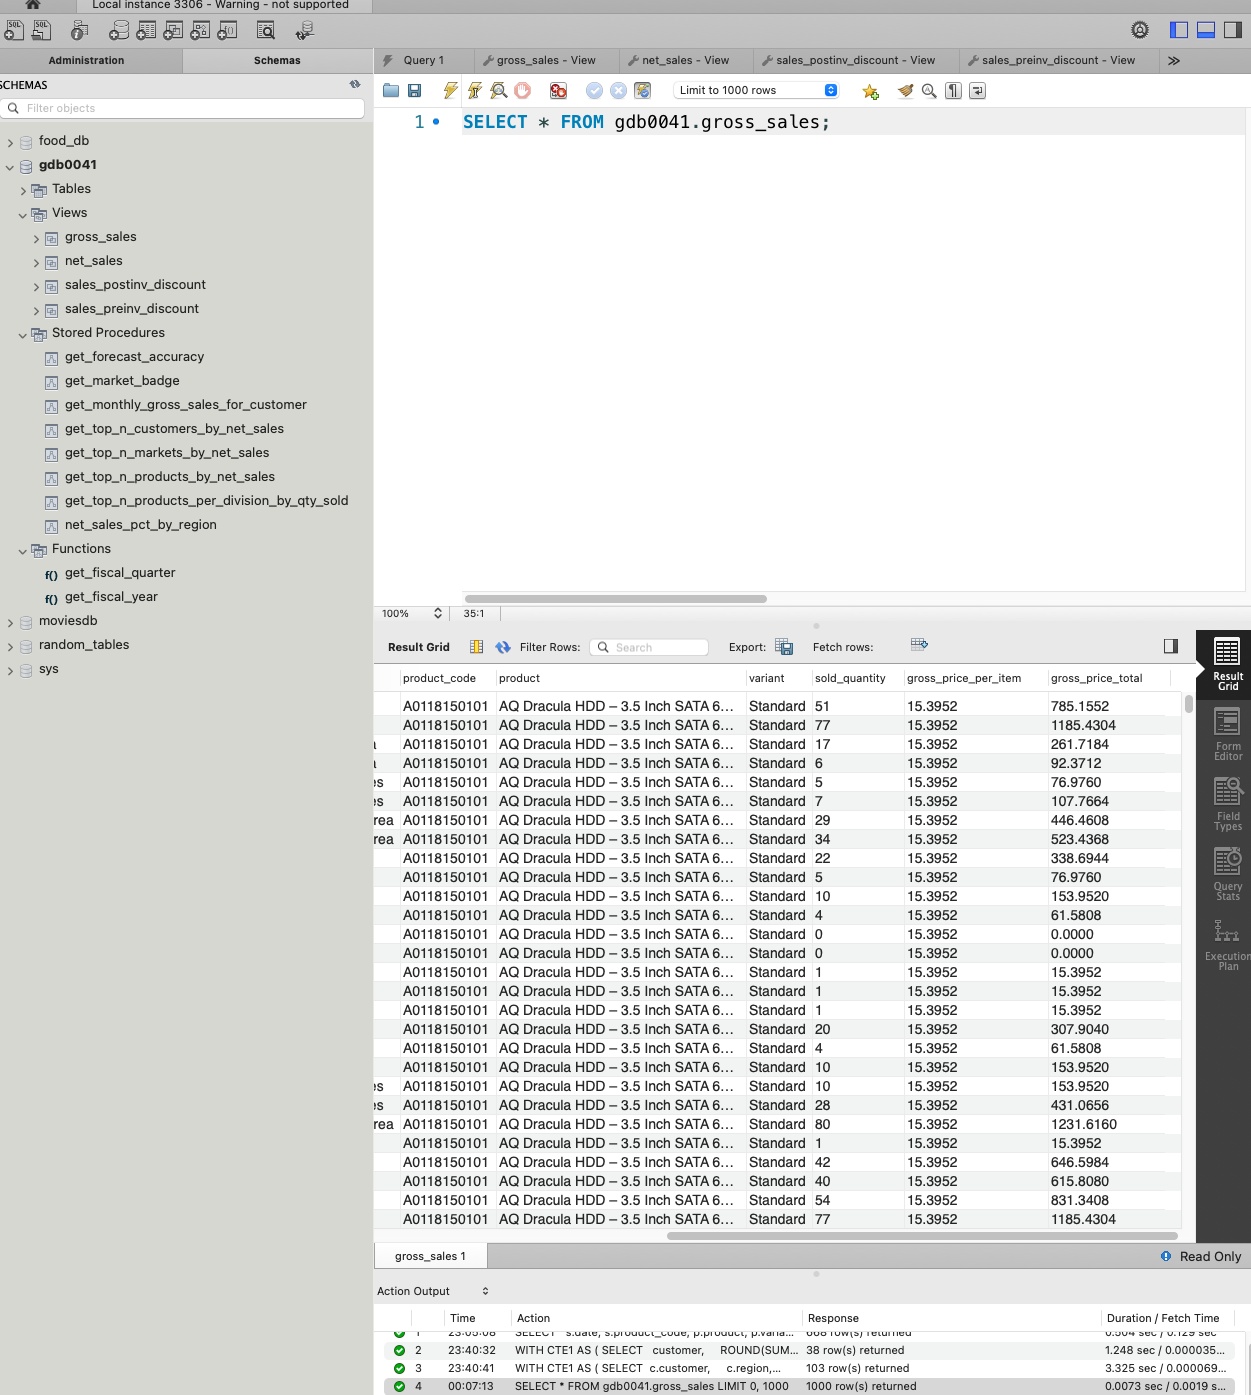 Local instance 3306 - Warning - not supported
Administration Schemas
Query 1 gross_sales - View net_sales - View sales_postinv_discount - View sales_preinv_discount - View
SCHEMAS
Filter objects
Limit to 1000 rows
1 SELECT * FROM gdb0041.gross_sales;
food_db
gdb0041
Tables
Views
gross_sales
net_sales
sales_postinv_discount
sales_preinv_discount
Stored Procedures
get_forecast_accuracy
get_market_badge
get_monthly_gross_sales_for_customer
get_top_n_customers_by_net_sales
get_top_n_markets_by_net_sales
get_top_n_products_by_net_sales
get_top_n_products_per_division_by_qty_sold
net_sales_pct_by_region
Functions
f() get_fiscal_quarter
f() get_fiscal_year
moviesdb
random_tables
sys
100% 35:1
Result Grid Filter Rows: Search Export: Fetch rows:
product_code product variant sold_quantity gross_price_per_item gross_price_total
A0118150101 AQ Dracula HDD – 3.5 Inch SATA 6... Standard 51 15.3952 785.1552
A0118150101 AQ Dracula HDD – 3.5 Inch SATA 6... Standard 77 15.3952 1185.4304
a A0118150101 AQ Dracula HDD – 3.5 Inch SATA 6... Standard 17 15.3952 261.7184
a A0118150101 AQ Dracula HDD – 3.5 Inch SATA 6... Standard 6 15.3952 92.3712
es A0118150101 AQ Dracula HDD – 3.5 Inch SATA 6... Standard 5 15.3952 76.9760
es A0118150101 AQ Dracula HDD – 3.5 Inch SATA 6... Standard 7 15.3952 107.7664
rea A0118150101 AQ Dracula HDD – 3.5 Inch SATA 6... Standard 29 15.3952 446.4608
rea A0118150101 AQ Dracula HDD – 3.5 Inch SATA 6... Standard 34 15.3952 523.4368
A0118150101 AQ Dracula HDD – 3.5 Inch SATA 6... Standard 22 15.3952 338.6944
A0118150101 AQ Dracula HDD – 3.5 Inch SATA 6... Standard 5 15.3952 76.9760
A0118150101 AQ Dracula HDD – 3.5 Inch SATA 6... Standard 10 15.3952 153.9520
A0118150101 AQ Dracula HDD – 3.5 Inch SATA 6... Standard 4 15.3952 61.5808
A0118150101 AQ Dracula HDD – 3.5 Inch SATA 6... Standard 0 15.3952 0.0000
A0118150101 AQ Dracula HDD – 3.5 Inch SATA 6... Standard 0 15.3952 0.0000
A0118150101 AQ Dracula HDD – 3.5 Inch SATA 6... Standard 1 15.3952 15.3952
A0118150101 AQ Dracula HDD – 3.5 Inch SATA 6... Standard 1 15.3952 15.3952
A0118150101 AQ Dracula HDD – 3.5 Inch SATA 6... Standard 1 15.3952 15.3952
A0118150101 AQ Dracula HDD – 3.5 Inch SATA 6... Standard 20 15.3952 307.9040
A0118150101 AQ Dracula HDD – 3.5 Inch SATA 6... Standard 4 15.3952 61.5808
A0118150101 AQ Dracula HDD – 3.5 Inch SATA 6... Standard 10 15.3952 153.9520
es A0118150101 AQ Dracula HDD – 3.5 Inch SATA 6... Standard 10 15.3952 153.9520
es A0118150101 AQ Dracula HDD – 3.5 Inch SATA 6... Standard 28 15.3952 431.0656
rea A0118150101 AQ Dracula HDD – 3.5 Inch SATA 6... Standard 80 15.3952 1231.6160
A0118150101 AQ Dracula HDD – 3.5 Inch SATA 6... Standard 1 15.3952 15.3952
A0118150101 AQ Dracula HDD – 3.5 Inch SATA 6... Standard 42 15.3952 646.5984
A0118150101 AQ Dracula HDD – 3.5 Inch SATA 6... Standard 40 15.3952 615.8080
A0118150101 AQ Dracula HDD – 3.5 Inch SATA 6... Standard 54 15.3952 831.3408
A0118150101 AQ Dracula HDD – 3.5 Inch SATA 6... Standard 77 15.3952 1185.4304
Result
Grid
Form
Editor
Field
Types
Query
Stats
Execution
Plan
gross_sales 1 Read Only
Action Output
Time Action Response Duration / Fetch Time
1 23:05:08 SELECT s.date, s.product_code, p.product, p.varia... 668 row(s) returned 0.504 sec / 0.129 sec
2 23:40:32 WITH CTE1 AS ( SELECT customer, ROUND(SUM... 38 row(s) returned 1.248 sec / 0.000035...
3 23:40:41 WITH CTE1 AS ( SELECT c.customer, c.region,... 103 row(s) returned 3.325 sec / 0.000069...
4 00:07:13 SELECT * FROM gdb0041.gross_sales LIMIT 0, 1000 1000 row(s) returned 0.0073 sec / 0.0019 s...